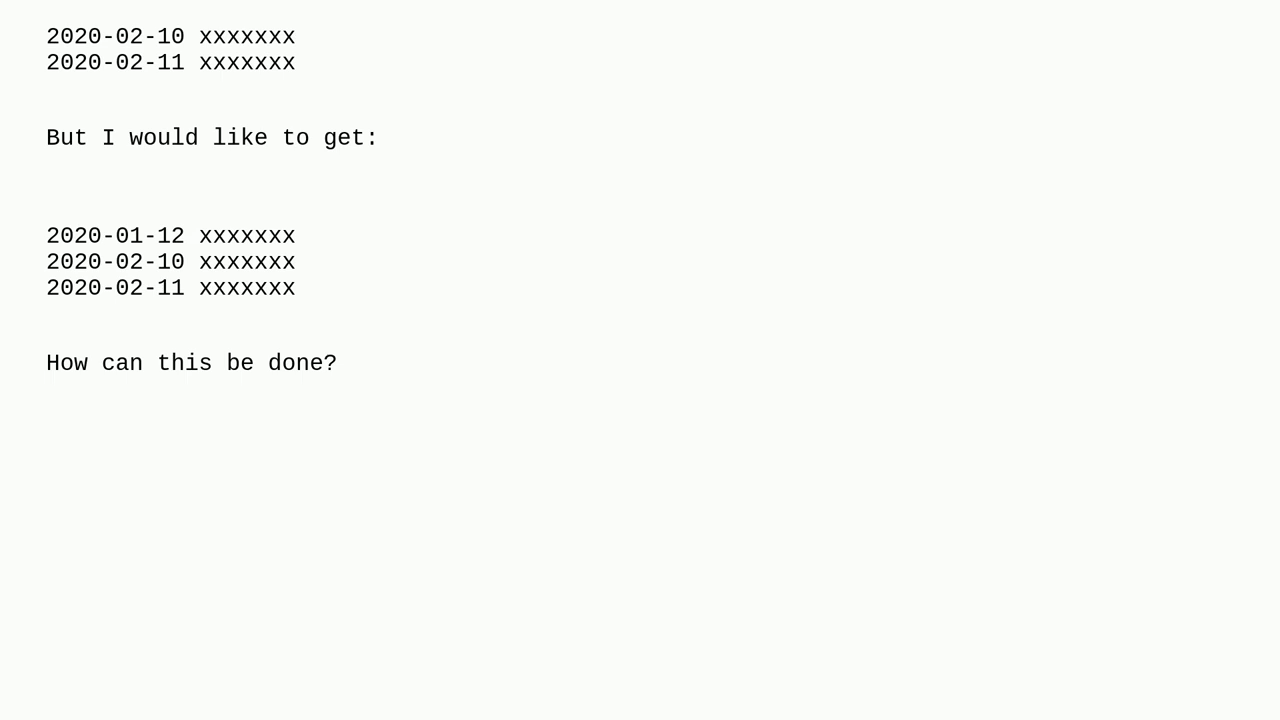 2020-02-10 xxxxxxx
2020-02-11 xxxxxxx
But I would like to get:
2020-01-12 xxxxxxx
2020-02-10 xxxxxxx
2020-02-11 xxxxxxx
How can this be done?